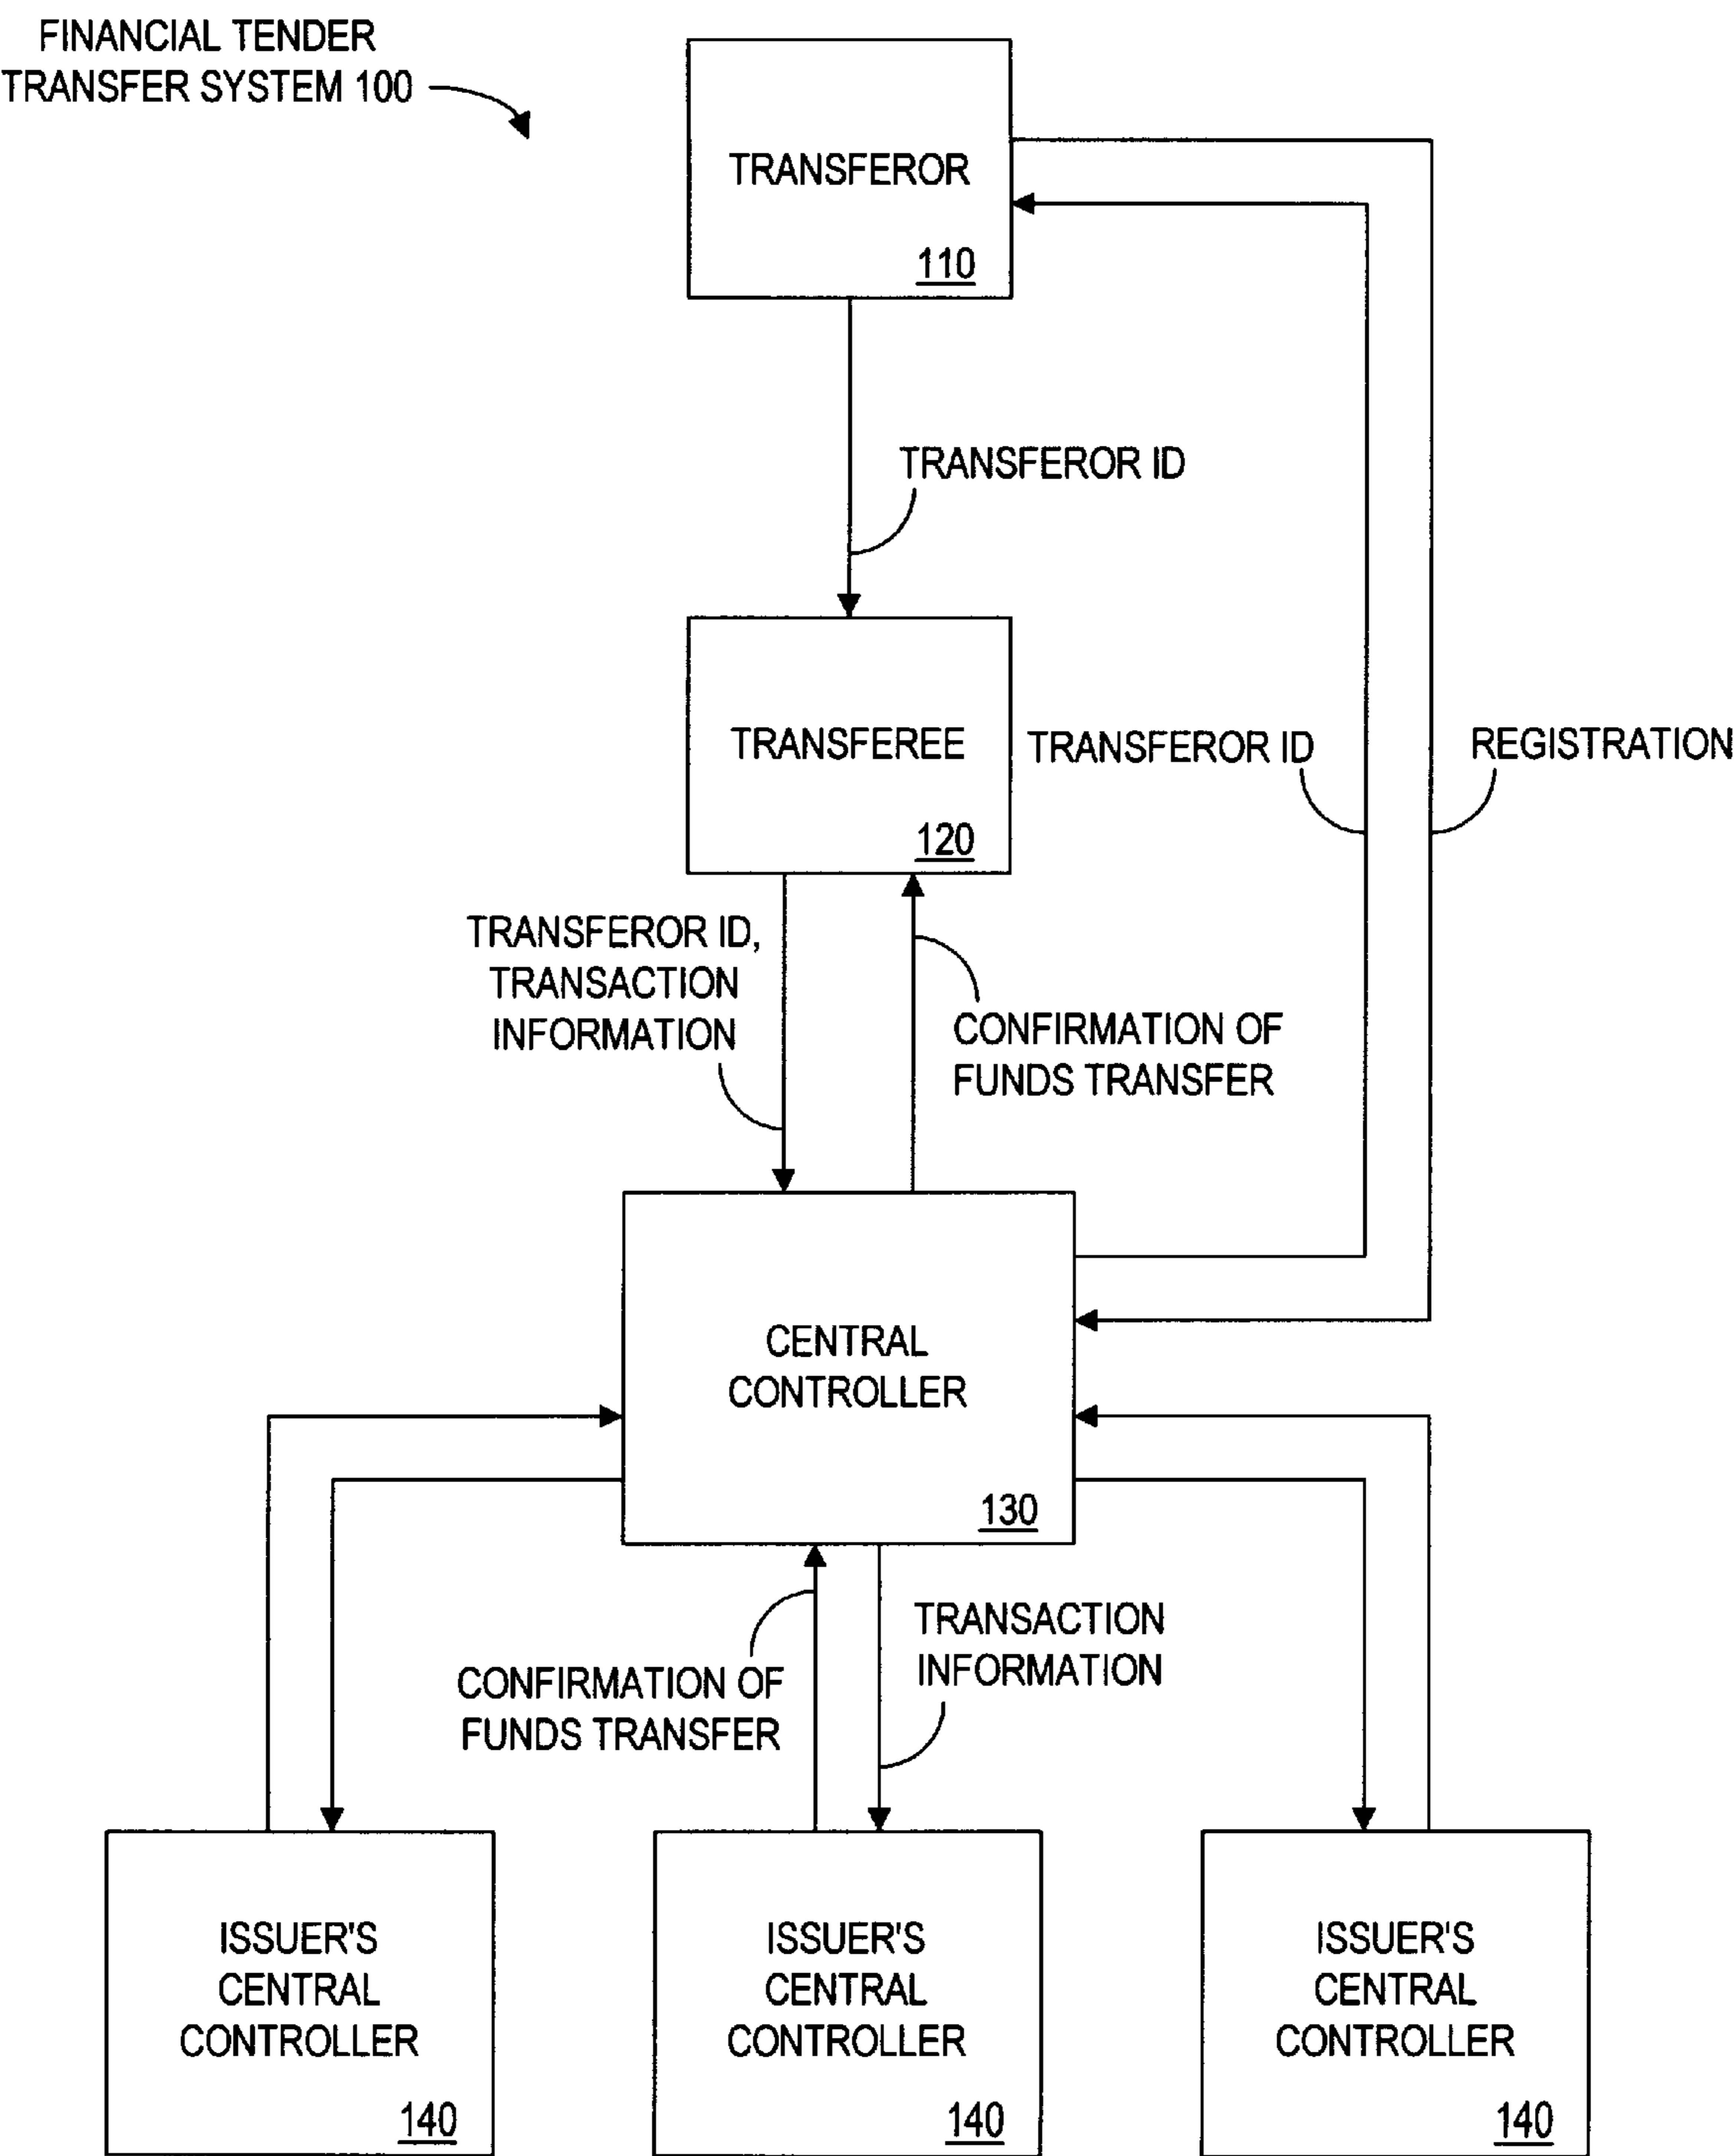 FINANCIAL TENDER
TRANSFER SYSTEM 100
TRANSFEROR
110
TRANSFEROR ID
TRANSFEREE
120
TRANSFEROR ID
REGISTRATION
TRANSFEROR ID,
TRANSACTION
INFORMATION
CONFIRMATION OF
FUNDS TRANSFER
CENTRAL
CONTROLLER
130
TRANSACTION
INFORMATION
CONFIRMATION OF
FUNDS TRANSFER
ISSUER'S
CENTRAL
CONTROLLER
140
ISSUER'S
CENTRAL
CONTROLLER
140
ISSUER'S
CENTRAL
CONTROLLER
140